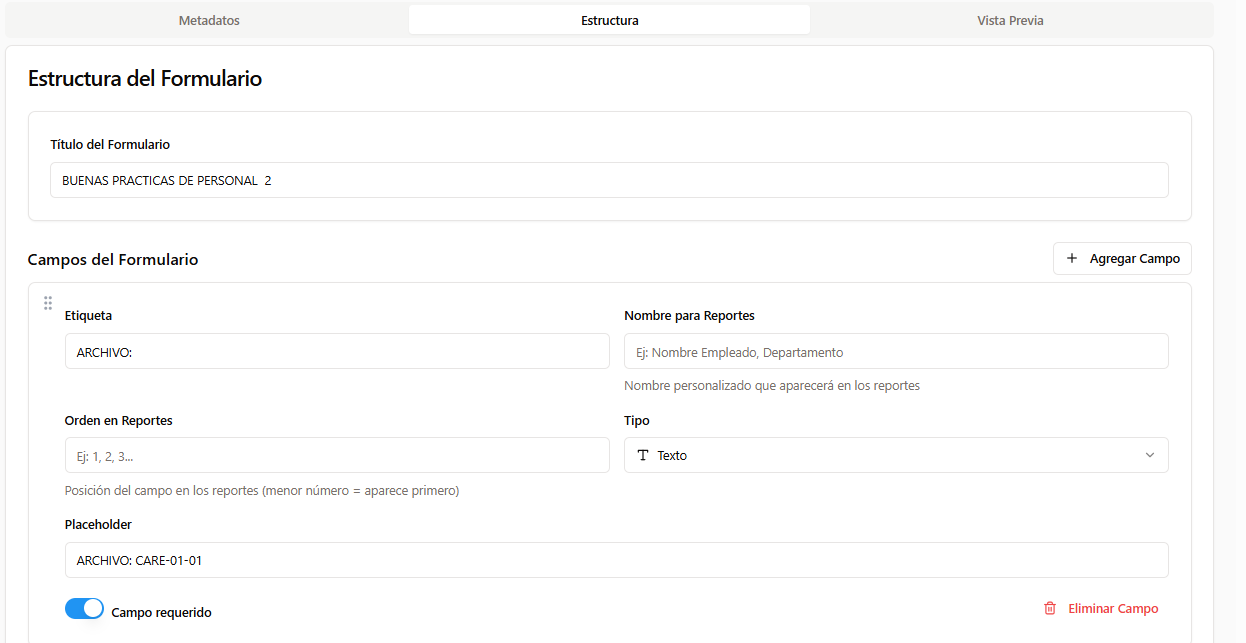 Metadatos Estructura Vista Previa
Estructura del Formulario
Título del Formulario
BUENAS PRACTICAS DE PERSONAL  2
Campos del Formulario
+ Agregar Campo
Etiqueta
ARCHIVO:
Nombre para Reportes
Ej: Nombre Empleado, Departamento
Nombre personalizado que aparecerá en los reportes
Orden en Reportes
Ej: 1, 2, 3...
Posición del campo en los reportes (menor número = aparece primero)
Tipo
Texto
Placeholder
ARCHIVO: CARE-01-01
Campo requerido
Eliminar Campo